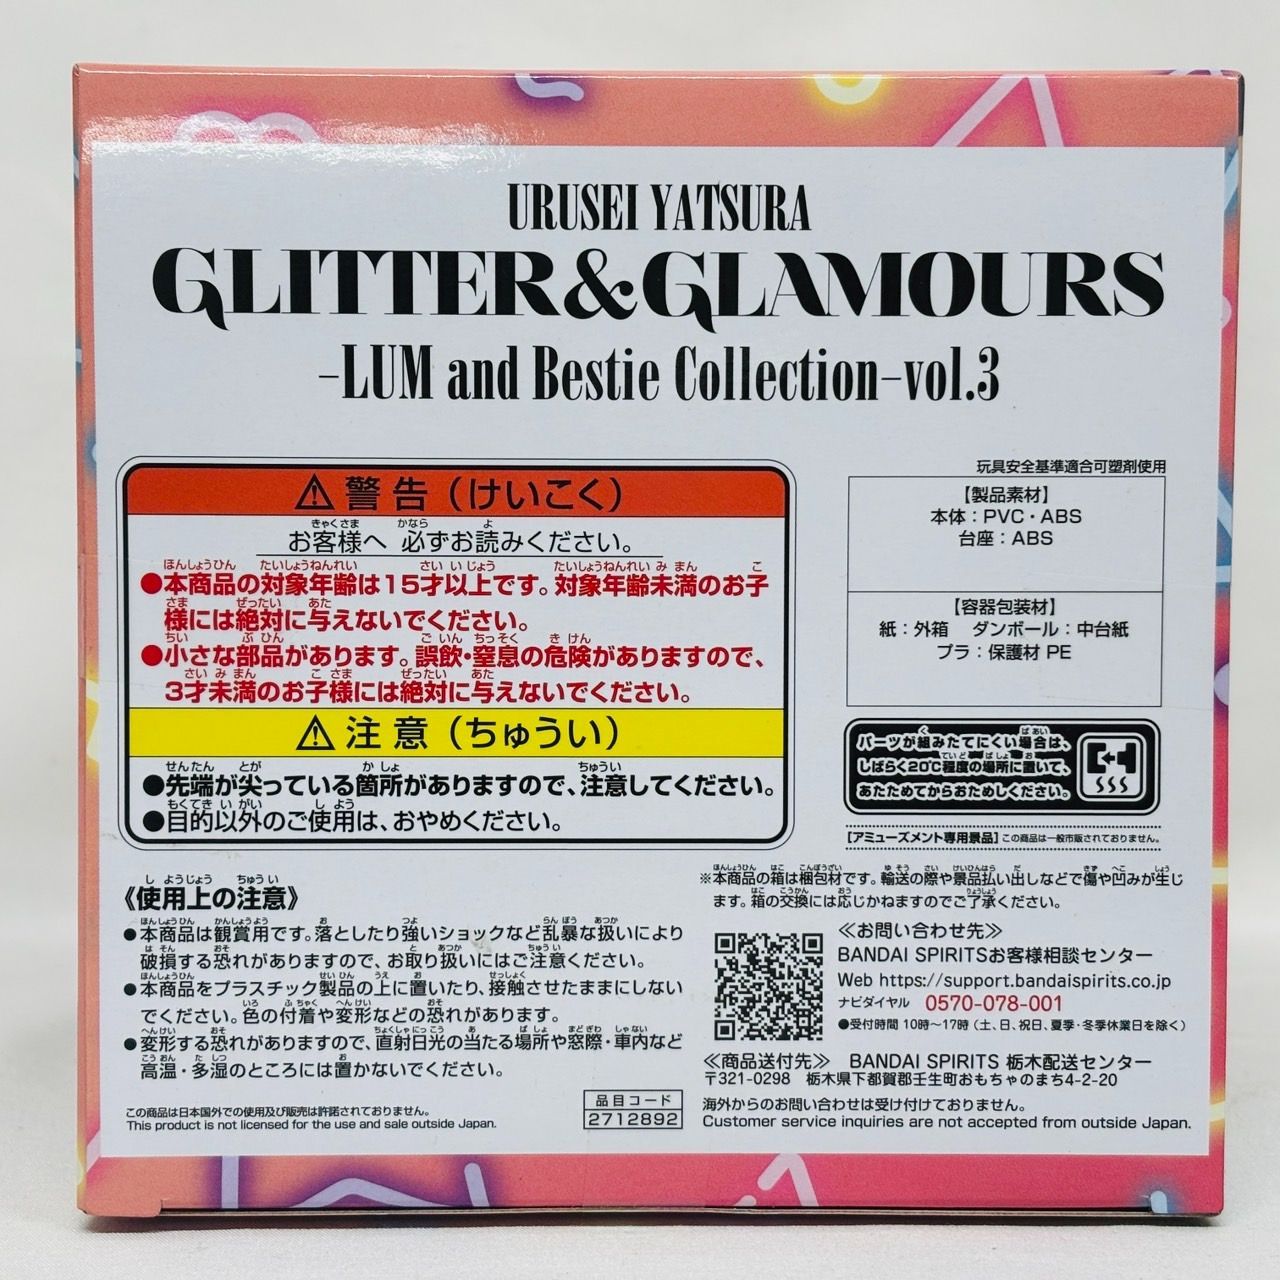 URUSEI YATSURA
GLITTER&GLAMOURS
-LUM and Bestie Collection-vol.3
⚠警告(けいこく)
お客様へ 必ずお読みください。
●本商品の対象年齢は15才以上です。対象年齢未満のお子
様には絶対に与えないでください。
●小さな部品があります。誤飲・窒息の危険がありますので、
3才未満のお子様には絶対に与えないでください。
⚠注意(ちゅうい)
●先端が尖っている箇所がありますので、注意してください。
●目的以外のご使用は、おやめください。
玩具安全基準適合可塑剤使用
【製品素材】
本体:PVC・ABS
台座:ABS
【容器包装材】
紙:外箱 ダンボール:中台紙
プラ:保護材 PE
パーツが組みたてにくい場合は、
しばらく20℃程度の場所に置いて、
あたためてからおためしください。
[アミューズメント専用景品]この商品は一般市販されておりません。
《使用上の注意》
●本商品は観賞用です。落としたり強いショックなど乱暴な扱いにより
破損する恐れがありますので、お取り扱いにはご注意ください。
●本商品をプラスチック製品の上に置いたり、接触させたままにしない
でください。色の付着や変形などの恐れがあります。
●変形する恐れがありますので、直射日光の当たる場所や窓際・車内など
高温・多湿のところには置かないでください。
この商品は日本国外での使用及び販売は許諾されておりません。
This product is not licensed for the use and sale outside Japan.
品目コード
2712892
※本商品の箱は梱包材です。輸送の際や景品払い出しなどで傷や凹みが生じ
ます。箱の交換には応じかねますのでご了承ください。
≪お問い合わせ先≫
BANDAI SPIRITSお客様相談センター
Web https://support.bandaispirits.co.jp
ナビダイヤル 0570-078-001
●受付時間 10時～17時(土、日、祝日、夏季・冬季休業日を除く)
≪商品送付先≫ BANDAI SPIRITS 栃木配送センター
〒321-0298 栃木県下都賀郡壬生町おもちゃのまち4-2-20
海外からのお問い合わせは受け付けておりません。
Customer service inquiries are not accepted from outside Japan.